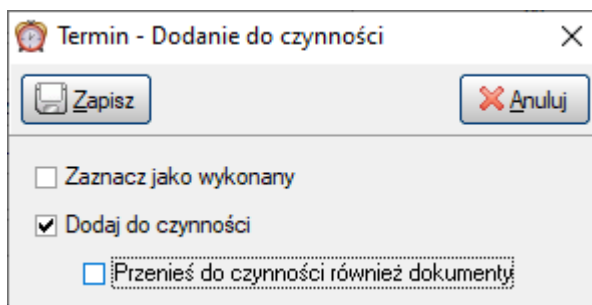 Termin - Dodanie do czynności
Zapisz
Anuluj
Zaznacz jako wykonany
Dodaj do czynności
Przenieś do czynności również dokumenty